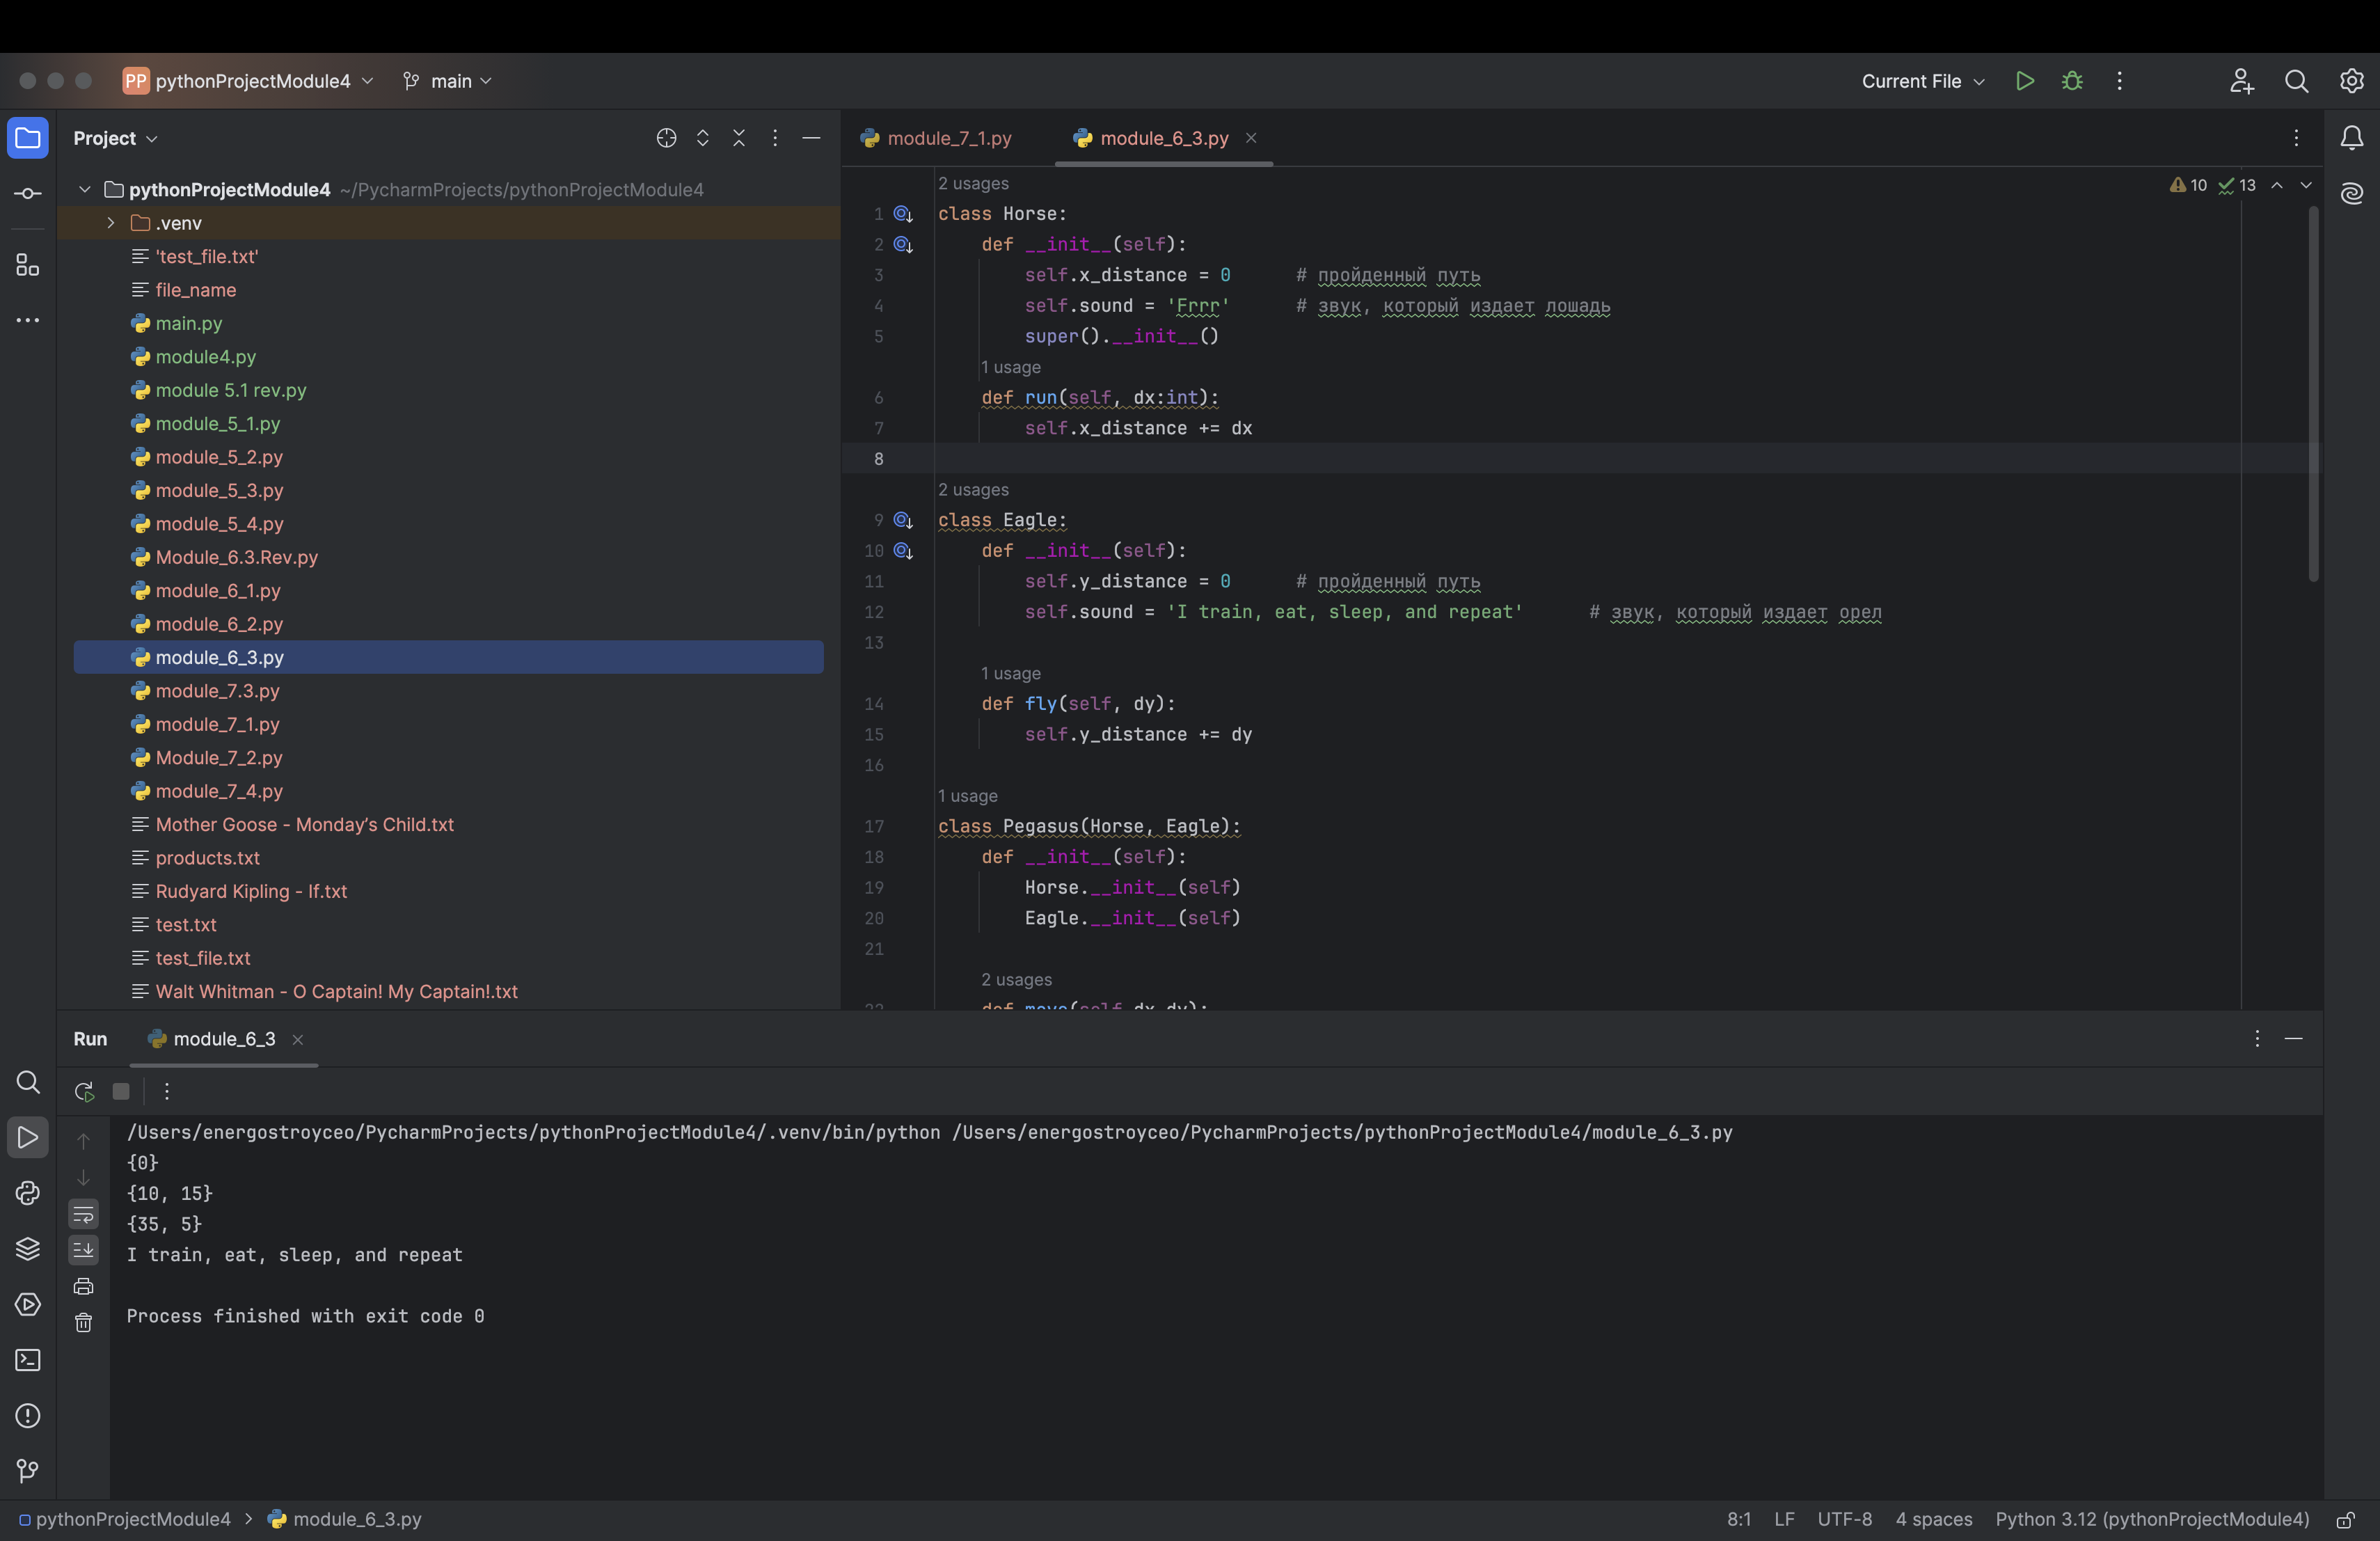 PP pythonProjectModule4 main Current File
Project
pythonProjectModule4 ~/PycharmProjects/pythonProjectModule4
.venv
'test_file.txt'
file_name
main.py
module4.py
module 5.1 rev.py
module_5_1.py
module_5_2.py
module_5_3.py
module_5_4.py
Module_6.3.Rev.py
module_6_1.py
module_6_2.py
module_6_3.py
module_7.3.py
module_7_1.py
Module_7_2.py
module_7_4.py
Mother Goose - Monday’s Child.txt
products.txt
Rudyard Kipling - If.txt
test.txt
test_file.txt
Walt Whitman - O Captain! My Captain!.txt
module_7_1.py module_6_3.py
10 13
2 usages
1 class Horse:
2 def __init__(self):
3 self.x_distance = 0 # пройденный путь
4 self.sound = 'Frrr' # звук, который издает лошадь
5 super().__init__()
1 usage
6 def run(self, dx:int):
7 self.x_distance += dx
8
2 usages
9 class Eagle:
10 def __init__(self):
11 self.y_distance = 0 # пройденный путь
12 self.sound = 'I train, eat, sleep, and repeat' # звук, который издает орел
13
1 usage
14 def fly(self, dy):
15 self.y_distance += dy
16
1 usage
17 class Pegasus(Horse, Eagle):
18 def __init__(self):
19 Horse.__init__(self)
20 Eagle.__init__(self)
21
2 usages
22 def move(self,dx,dy):
Run module_6_3
/Users/energostroyceo/PycharmProjects/pythonProjectModule4/.venv/bin/python /Users/energostroyceo/PycharmProjects/pythonProjectModule4/module_6_3.py
{0}
{10, 15}
{35, 5}
I train, eat, sleep, and repeat
Process finished with exit code 0
pythonProjectModule4 > module_6_3.py 8:1 LF UTF-8 4 spaces Python 3.12 (pythonProjectModule4)